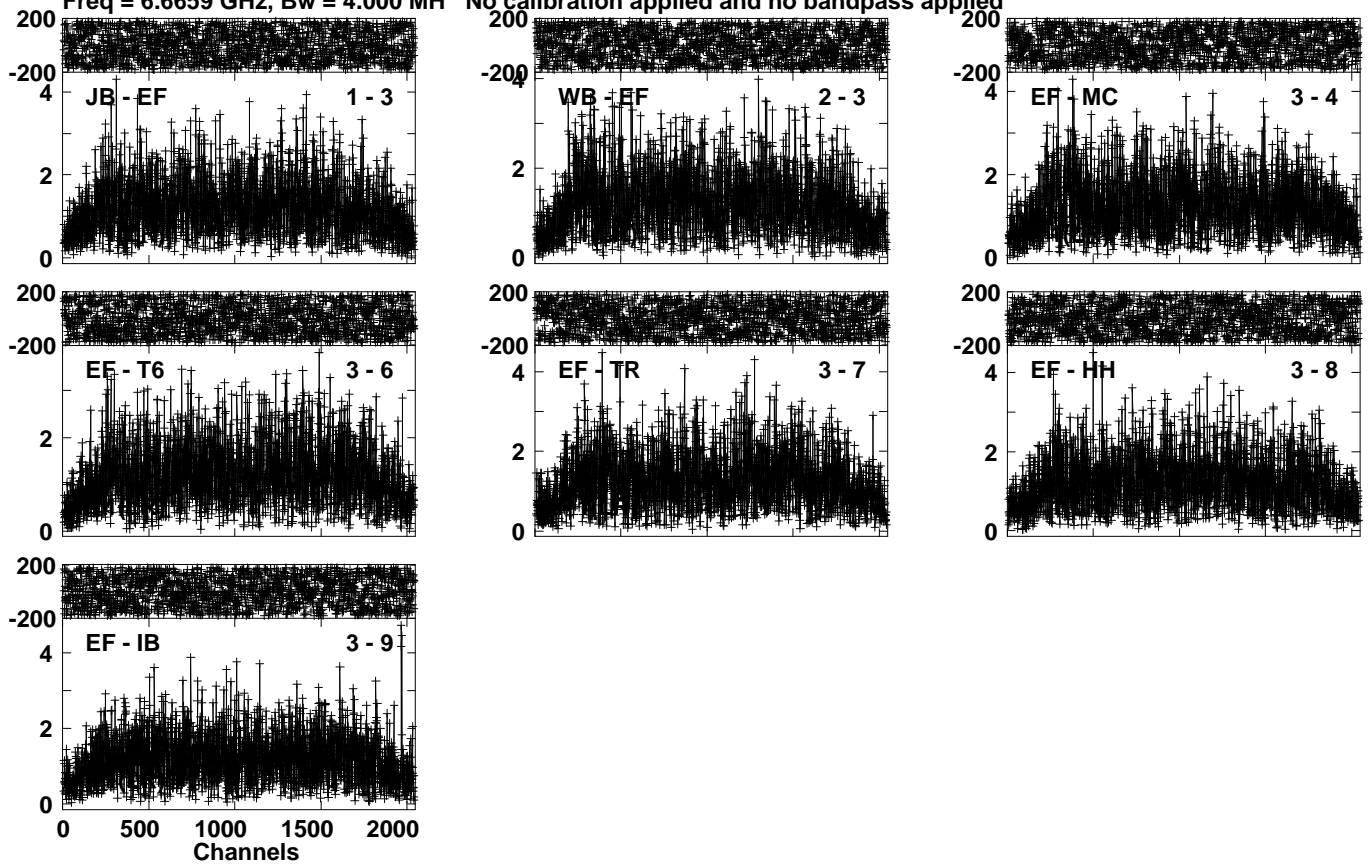 Freq = 6.6659 GHz, Bw = 4.000 MH No calibration applied and no bandpass applied
200 200 200
-200 -200 -200
JB - EF 1 - 3 WB - EF 2 - 3 EF - MC 3 - 4
4 4 4
2 2 2
0 0 0
200 200 200
-200 -200 -200
EF - T6 3 - 6 EF - TR 3 - 7 EF - HH 3 - 8
4 4
2 2 2
0 0 0
200
-200
EF - IB 3 - 9
4
2
0
0 500 1000 1500 2000
Channels